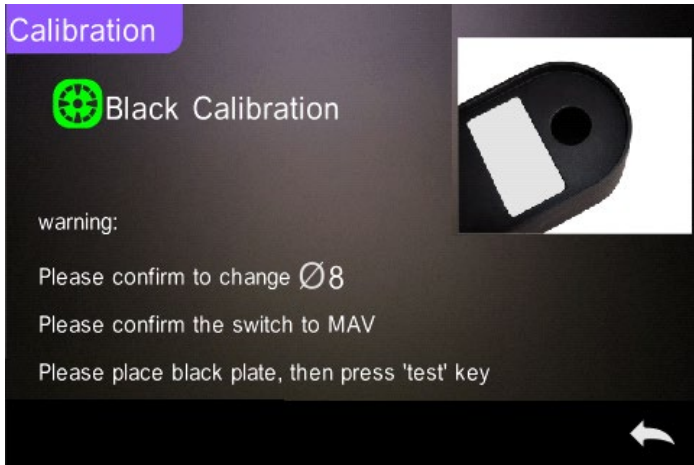 Calibration
Black Calibration
warning:
Please confirm to change Ø8
Please confirm the switch to MAV
Please place black plate, then press 'test' key